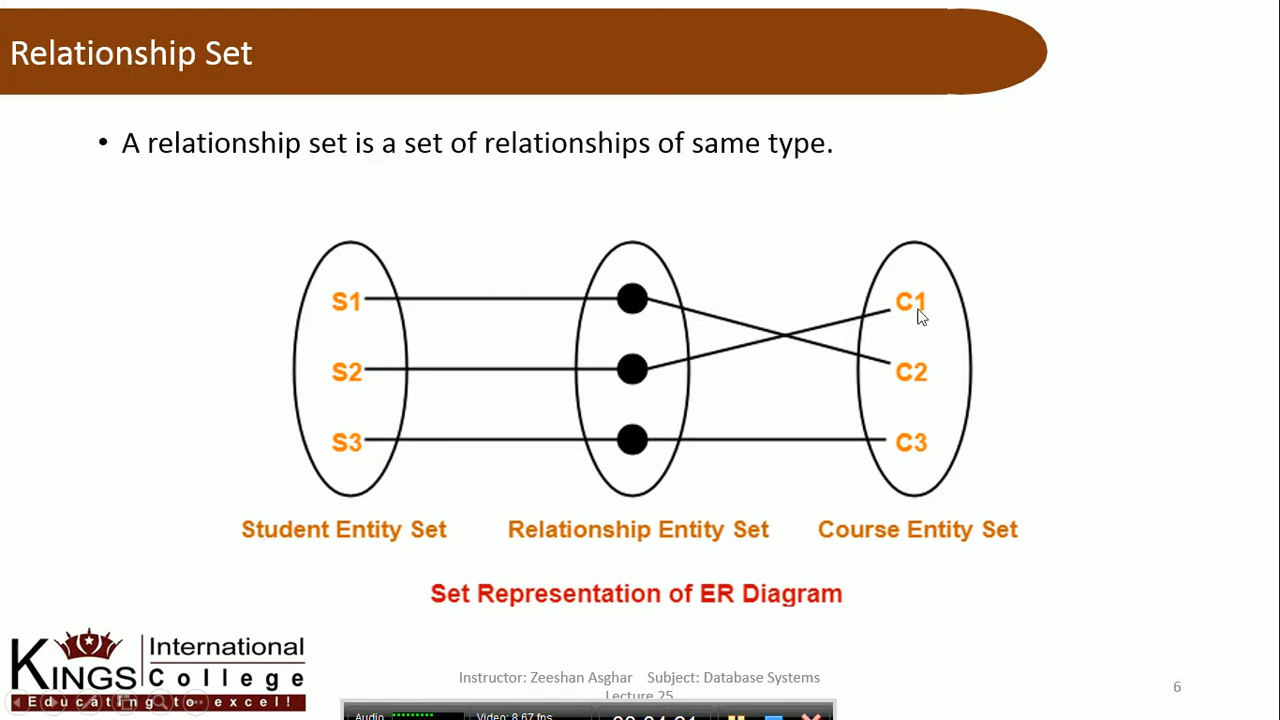 Relationship Set
• A relationship set is a set of relationships of same type.
S1
C1
S2
C2
S3
C3
Student Entity Set
Relationship Entity Set
Course Entity Set
Set Representation of ER Diagram
KINGS International College
Educating to excel!
Instructor: Zeeshan Asghar Subject: Database Systems
Lecture 25
6
Audio
Video: 8.67 fps